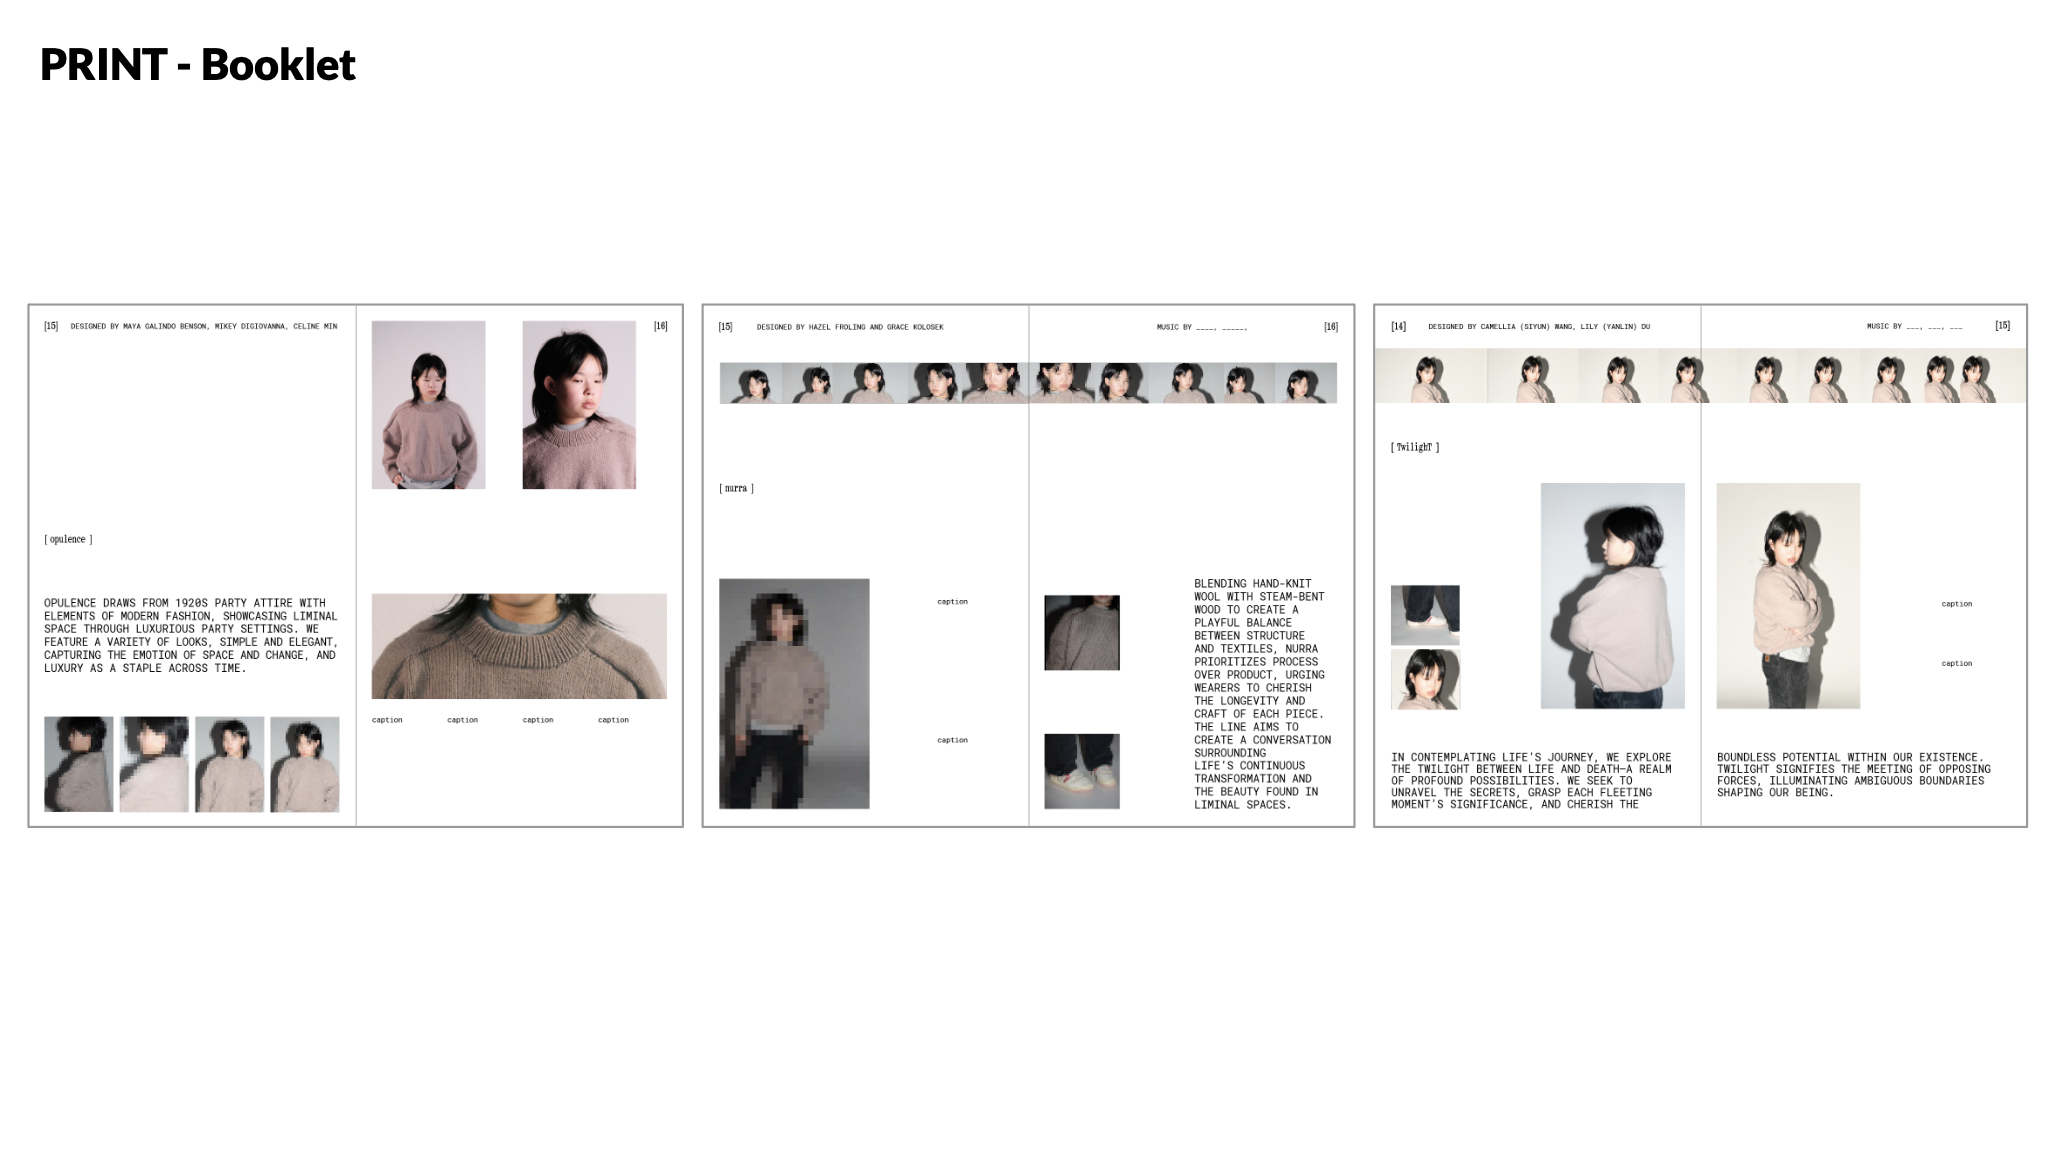 PRINT - Booklet
[15] DESIGNED BY MAYA GALINDO BENSON, MIKEY DIGIOVANNA, CELINE MIN
[16]
[ opulence ]
OPULENCE DRAWS FROM 1920S PARTY ATTIRE WITH
ELEMENTS OF MODERN FASHION, SHOWCASING LIMINAL
SPACE THROUGH LUXURIOUS PARTY SETTINGS. WE
FEATURE A VARIETY OF LOOKS, SIMPLE AND ELEGANT,
CAPTURING THE EMOTION OF SPACE AND CHANGE, AND
LUXURY AS A STAPLE ACROSS TIME.
caption caption caption caption
[15] DESIGNED BY HAZEL FROLING AND GRACE KOLOSEK
MUSIC BY ____, _____, [16]
[ nurra ]
caption
caption
BLENDING HAND-KNIT
WOOL WITH STEAM-BENT
WOOD TO CREATE A
PLAYFUL BALANCE
BETWEEN STRUCTURE
AND TEXTILES, NURRA
PRIORITIZES PROCESS
OVER PRODUCT, URGING
WEARERS TO CHERISH
THE LONGEVITY AND
CRAFT OF EACH PIECE.
THE LINE AIMS TO
CREATE A CONVERSATION
SURROUNDING
LIFE'S CONTINUOUS
TRANSFORMATION AND
THE BEAUTY FOUND IN
LIMINAL SPACES.
[14] DESIGNED BY CAMELLIA (SIYUN) WANG, LILY (YANLIN) DU
MUSIC BY ___, ___, ___ [15]
[ TwilighT ]
caption
caption
IN CONTEMPLATING LIFE'S JOURNEY, WE EXPLORE
THE TWILIGHT BETWEEN LIFE AND DEATH—A REALM
OF PROFOUND POSSIBILITIES. WE SEEK TO
UNRAVEL THE SECRETS, GRASP EACH FLEETING
MOMENT'S SIGNIFICANCE, AND CHERISH THE
BOUNDLESS POTENTIAL WITHIN OUR EXISTENCE.
TWILIGHT SIGNIFIES THE MEETING OF OPPOSING
FORCES, ILLUMINATING AMBIGUOUS BOUNDARIES
SHAPING OUR BEING.